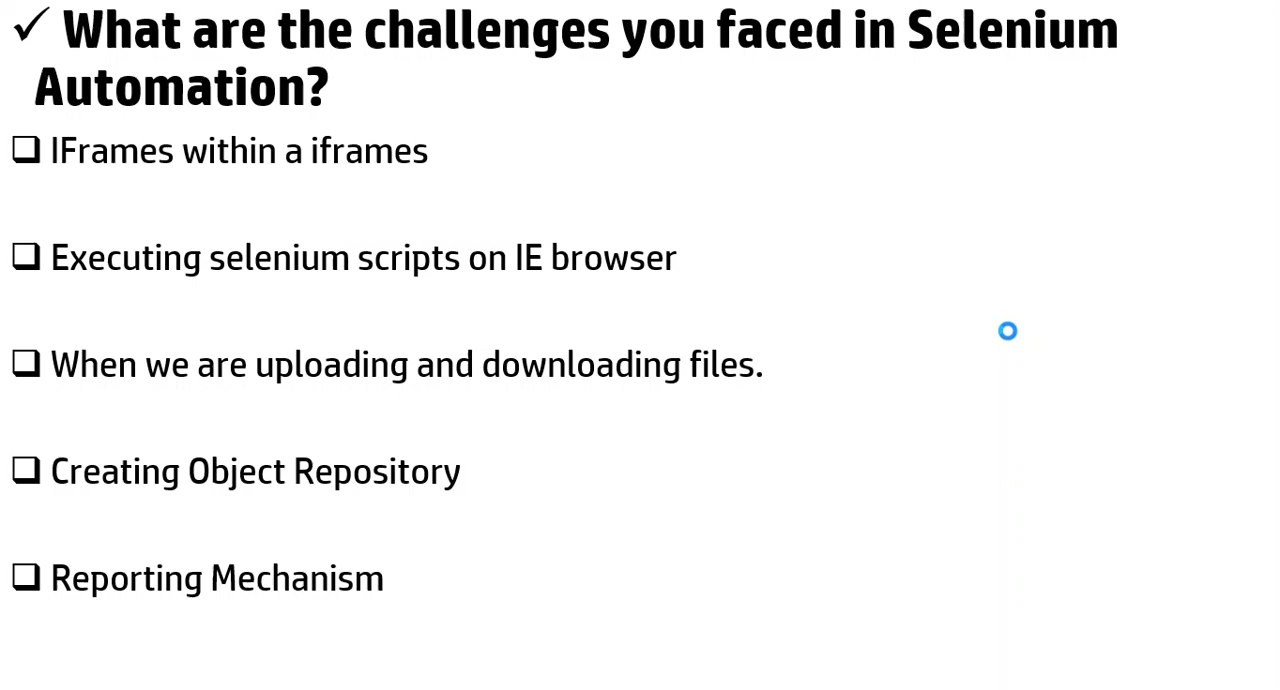 ✓ What are the challenges you faced in Selenium
Automation?
❑ IFrames within a iframes
❑ Executing selenium scripts on IE browser
❑ When we are uploading and downloading files.
❑ Creating Object Repository
❑ Reporting Mechanism